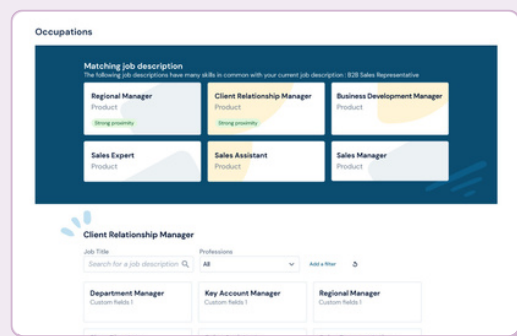 Occupations
Matching job description
The following job descriptions have many skills in common with your current job description : B2B Sales Representative
Regional Manager
Product
Strong proximity
Client Relationship Manager
Product
Strong proximity
Business Development Manager
Product
Sales Expert
Product
Sales Assistant
Product
Sales Manager
Product
Client Relationship Manager
Job Title
Search for a job description
Professions
All
Add a filter
Department Manager
Custom fields 1
Key Account Manager
Custom fields 1
Regional Manager
Custom fields 1